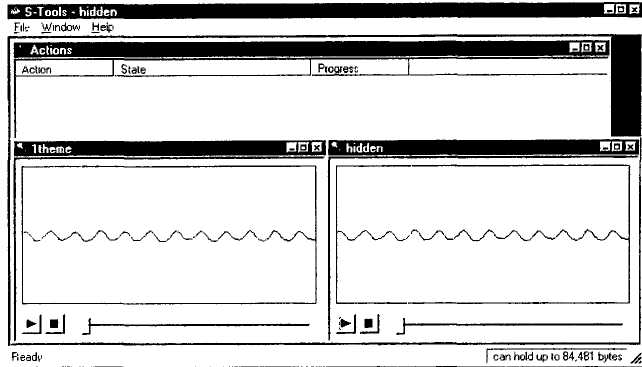 S-Tools - hidden
File Window Help
Actions
Action State Progress
1theme
hidden
Ready
can hold up to 84,481 bytes